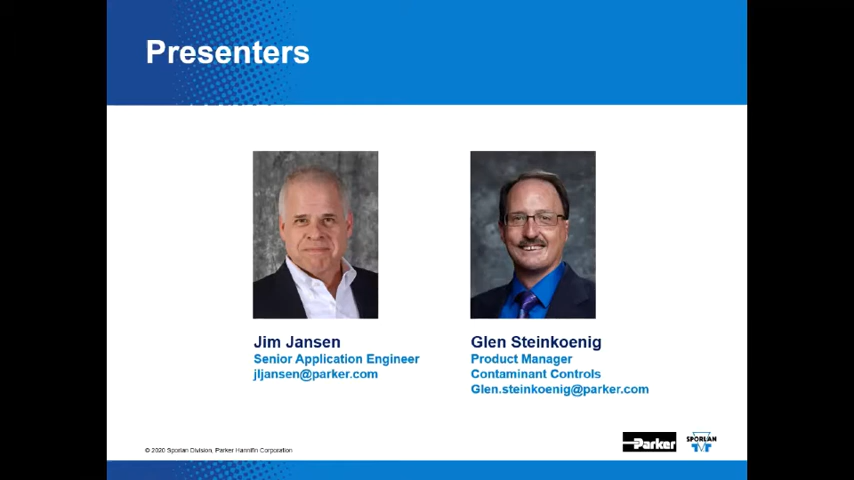 Presenters
Jim Jansen
Senior Application Engineer
jljansen@parker.com
Glen Steinkoenig
Product Manager
Contaminant Controls
Glen.steinkoenig@parker.com
© 2020 Sporlan Division, Parker Hannifin Corporation
Parker
SPORLAN